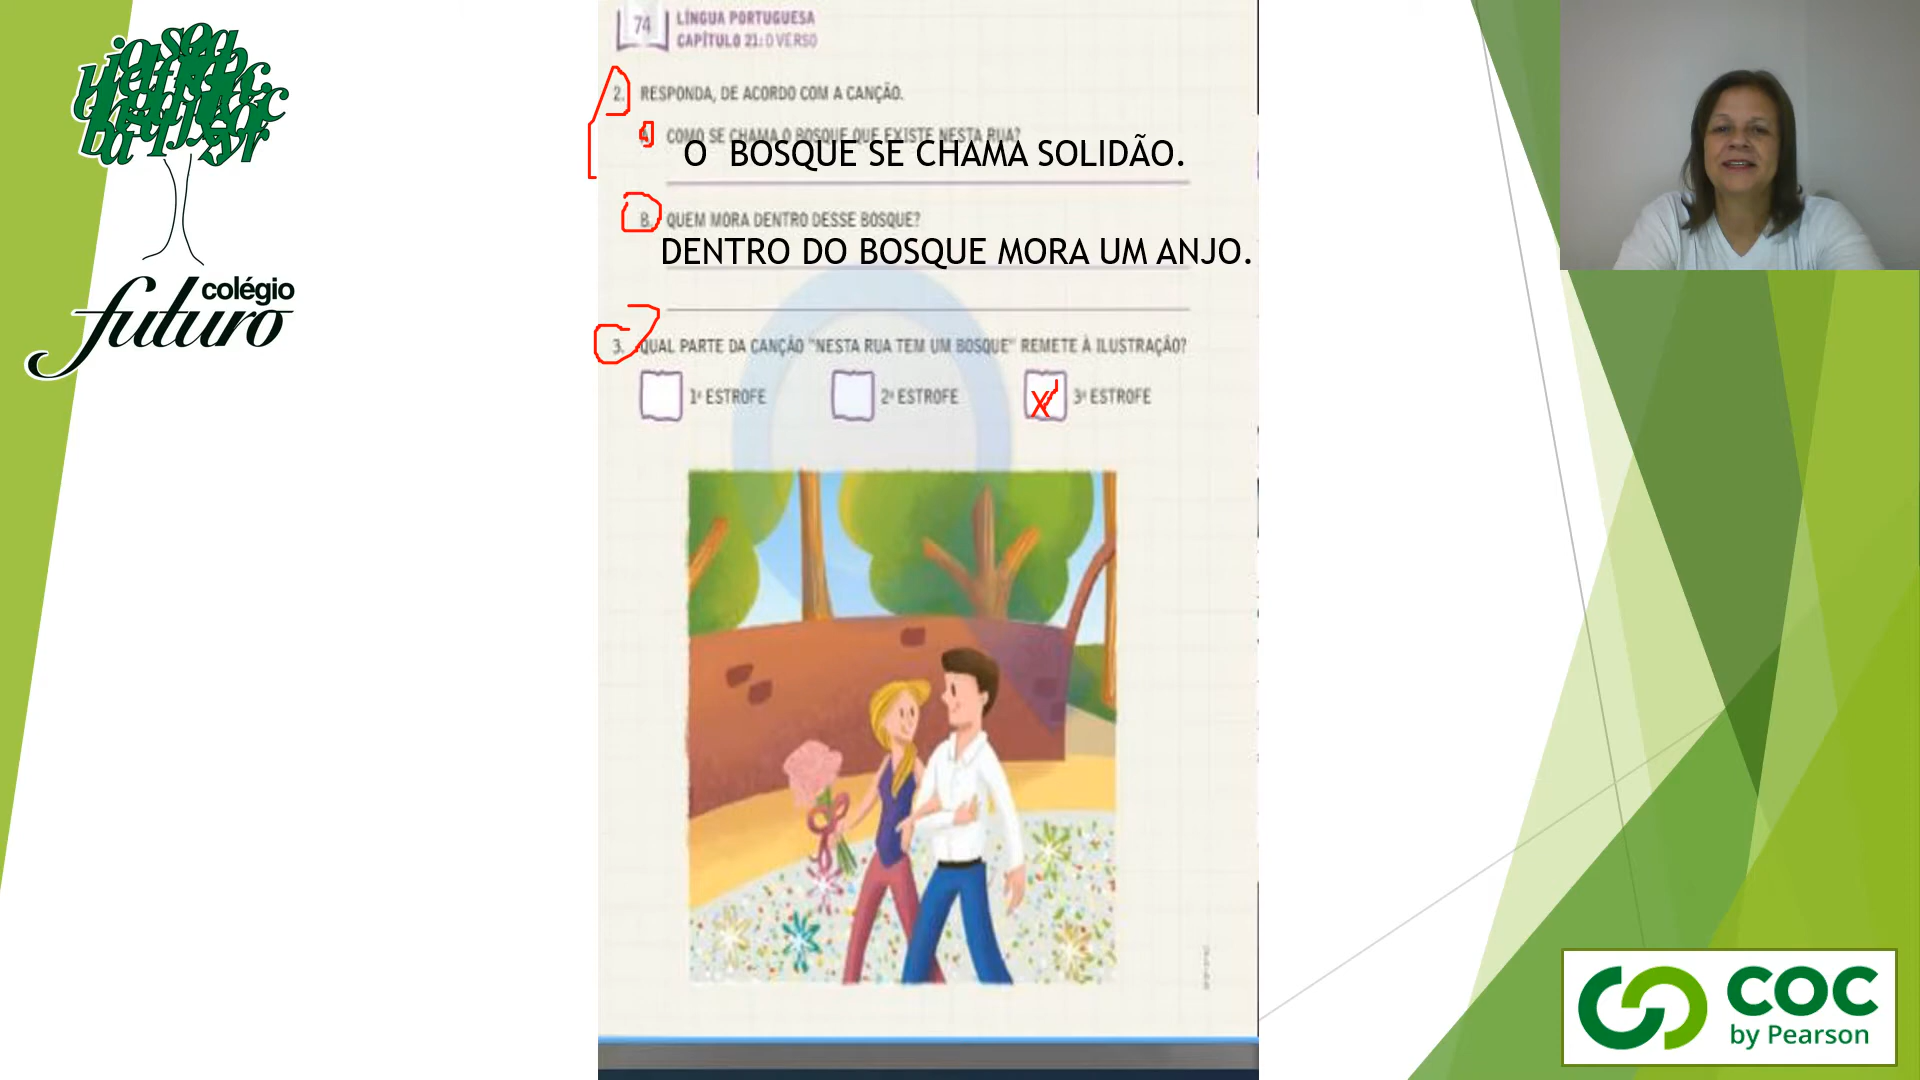 colégio
futuro
74
LÍNGUA PORTUGUESA
CAPÍTULO 21: O VERSO
2. RESPONDA, DE ACORDO COM A CANÇÃO.
A. COMO SE CHAMA O BOSQUE QUE EXISTE NESTA RUA?
O BOSQUE SE CHAMA SOLIDÃO.
B. QUEM MORA DENTRO DESSE BOSQUE?
DENTRO DO BOSQUE MORA UM ANJO.
3. QUAL PARTE DA CANÇÃO "NESTA RUA TEM UM BOSQUE" REMETE À ILUSTRAÇÃO?
1ª ESTROFE
2ª ESTROFE
X 3ª ESTROFE
COC
by Pearson